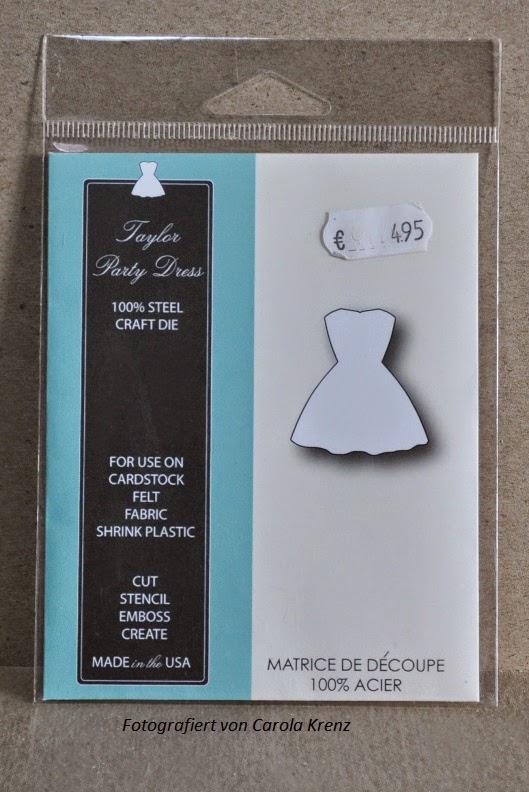 Taylor
Party Dress
100% STEEL
CRAFT DIE
FOR USE ON
CARDSTOCK
FELT
FABRIC
SHRINK PLASTIC
CUT
STENCIL
EMBOSS
CREATE
MADE in the USA
€ 4.95
MATRICE DE DÉCOUPE
100% ACIER
Fotografiert von Carola Krenz